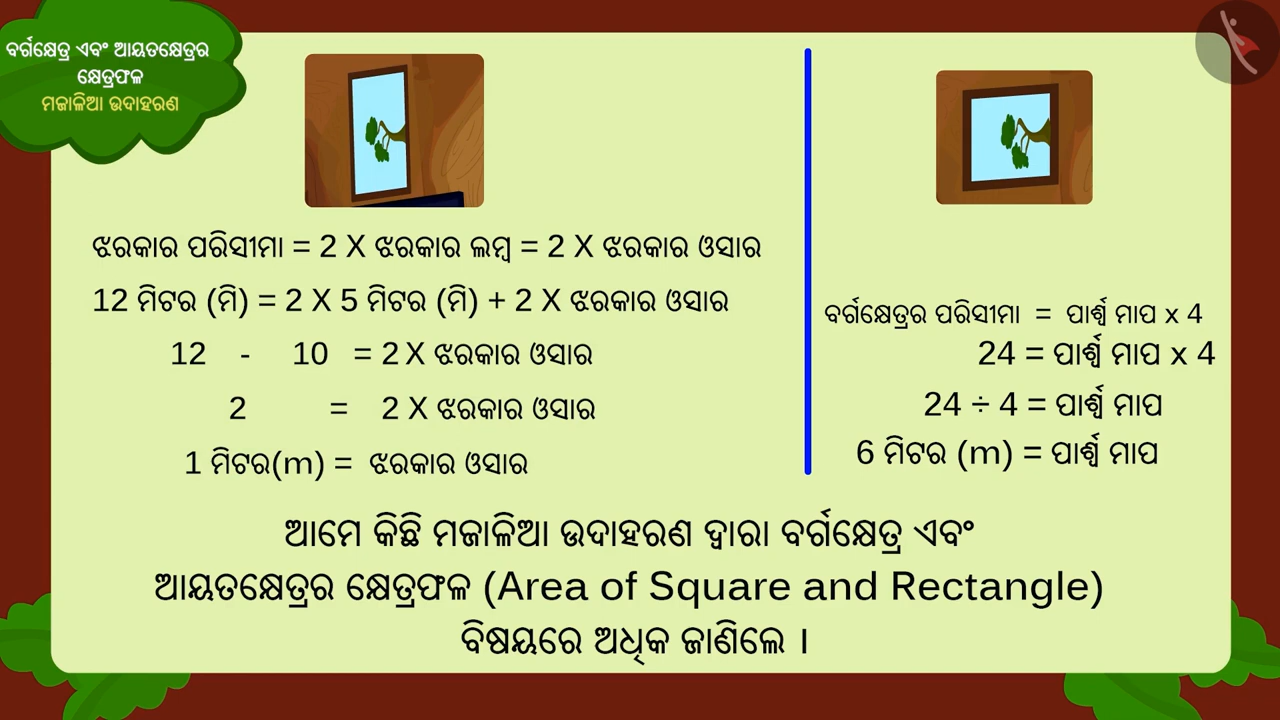 ବର୍ଗକ୍ଷେତ୍ର ଏବଂ ଆୟତକ୍ଷେତ୍ରର
କ୍ଷେତ୍ରଫଳ
ମଜାଳିଆ ଉଦାହରଣ
ଝରକାର ପରିସୀମା = 2 X ଝରକାର ଲମ୍ବ = 2 X ଝରକାର ଓସାର
12 ମିଟର (ମି) = 2 X 5 ମିଟର (ମି) + 2 X ଝରକାର ଓସାର
12 - 10 = 2 X ଝରକାର ଓସାର
2 = 2 X ଝରକାର ଓସାର
1 ମିଟର(m) = ଝରକାର ଓସାର
ବର୍ଗକ୍ଷେତ୍ରର ପରିସୀମା = ପାର୍ଶ୍ଵ ମାପ x 4
24 = ପାର୍ଶ୍ଵ ମାପ x 4
24 ÷ 4 = ପାର୍ଶ୍ଵ ମାପ
6 ମିଟର (m) = ପାର୍ଶ୍ଵ ମାପ
ଆମେ କିଛି ମଜାଳିଆ ଉଦାହରଣ ଦ୍ଵାରା ବର୍ଗକ୍ଷେତ୍ର ଏବଂ
ଆୟତକ୍ଷେତ୍ରର କ୍ଷେତ୍ରଫଳ (Area of Square and Rectangle)
ବିଷୟରେ ଅଧିକ ଜାଣିଲେ ।